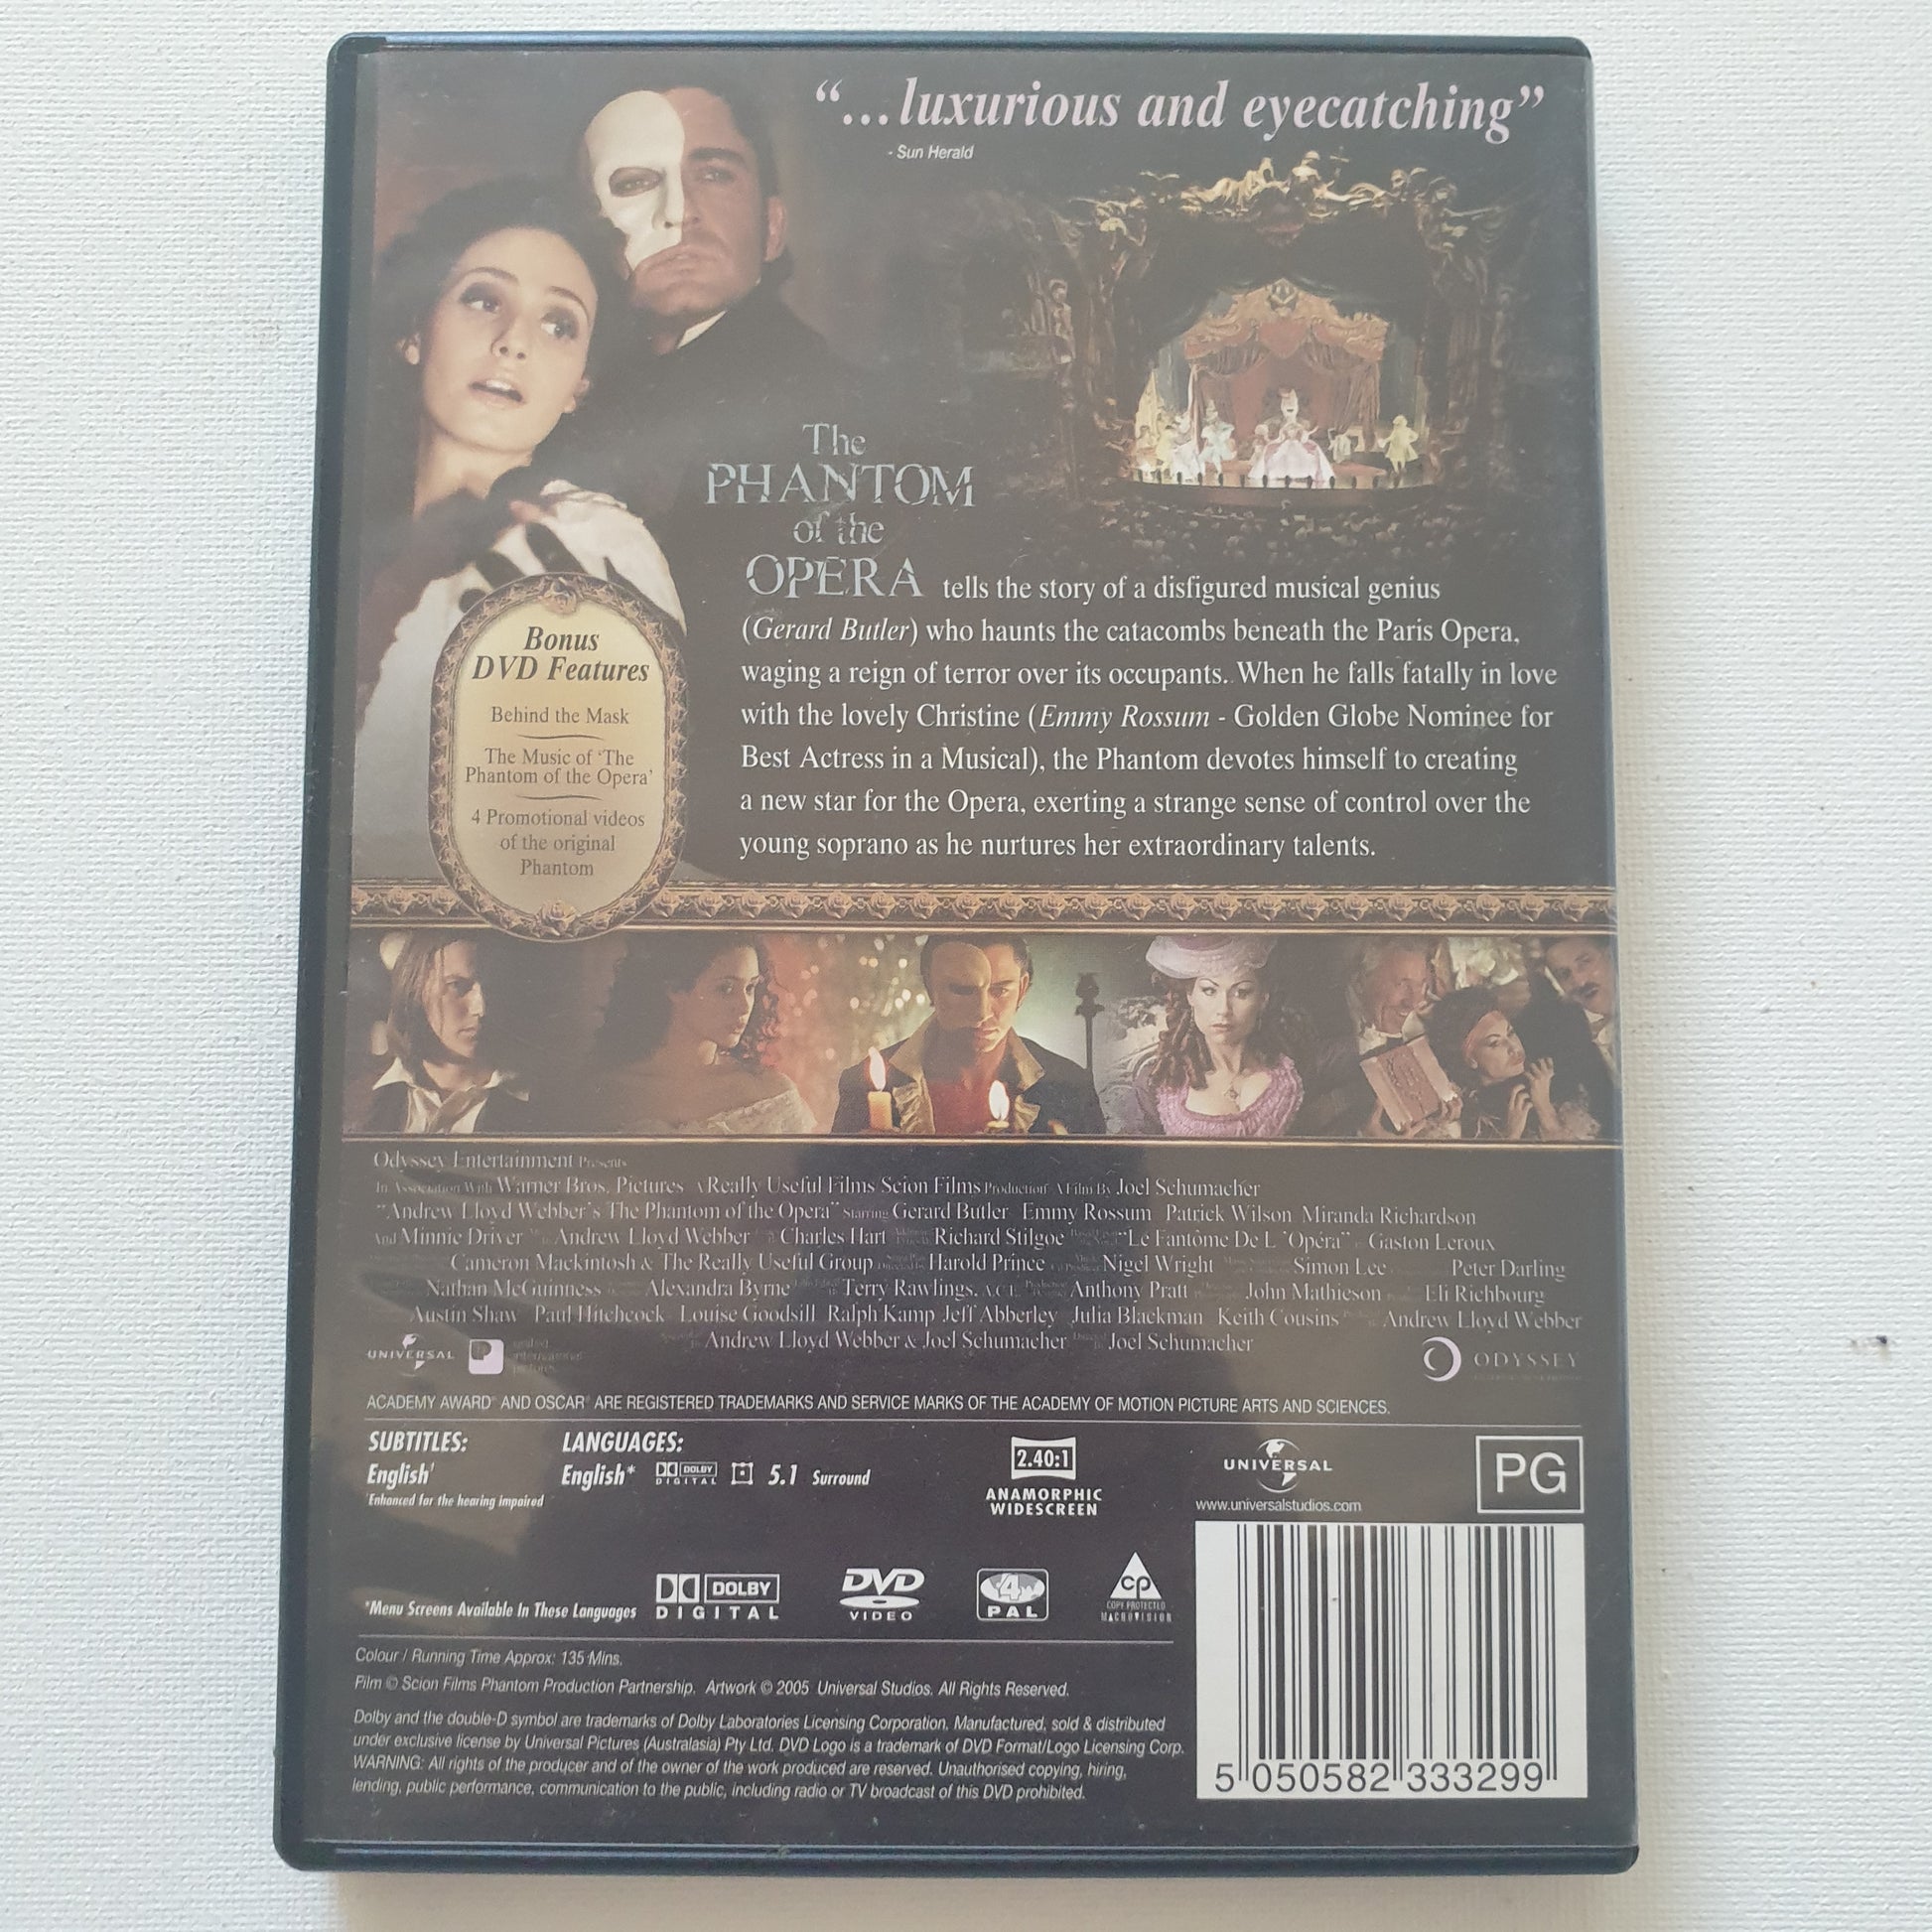 “...luxurious and eyecatching”
- Sun Herald
The
PHANTOM
of the
OPERA tells the story of a disfigured musical genius
(Gerard Butler) who haunts the catacombs beneath the Paris Opera,
waging a reign of terror over its occupants. When he falls fatally in love
with the lovely Christine (Emmy Rossum - Golden Globe Nominee for
Best Actress in a Musical), the Phantom devotes himself to creating
a new star for the Opera, exerting a strange sense of control over the
young soprano as he nurtures her extraordinary talents.
Bonus
DVD Features
Behind the Mask
The Music of ‘The
Phantom of the Opera’
4 Promotional videos
of the original
Phantom
Odyssey Entertainment Presents
In Association With Warner Bros. Pictures A Really Useful Films Scion Films Production A Film By Joel Schumacher
“Andrew Lloyd Webber's The Phantom of the Opera” Starring Gerard Butler Emmy Rossum Patrick Wilson Miranda Richardson
And Minnie Driver Andrew Lloyd Webber Charles Hart Richard Stilgoe “Le Fantôme De L 'Opéra” Gaston Leroux
Cameron Mackintosh & The Really Useful Group Harold Prince Nigel Wright Simon Lee Peter Darling
Nathan McGuinness Alexandra Byrne Terry Rawlings, A.C.E. Anthony Pratt John Mathieson Eli Richbourg
Austin Shaw Paul Hitchcock Louise Goodsill Ralph Kamp Jeff Abberley Julia Blackman Keith Cousins Andrew Lloyd Webber
Andrew Lloyd Webber & Joel Schumacher Joel Schumacher
UNIVERSAL
united
international
pictures
ODYSSEY
ACADEMY AWARD® AND OSCAR® ARE REGISTERED TRADEMARKS AND SERVICE MARKS OF THE ACADEMY OF MOTION PICTURE ARTS AND SCIENCES.
SUBTITLES:
English†
†Enhanced for the hearing impaired
LANGUAGES:
English* DOLBY DIGITAL 5.1 Surround
2.40:1
ANAMORPHIC
WIDESCREEN
UNIVERSAL
www.universalstudios.com
PG
*Menu Screens Available In These Languages
DOLBY
DIGITAL
DVD
VIDEO
4
PAL
CP
COPY PROTECTED
MACROVISION
Colour / Running Time Approx: 135 Mins.
Film © Scion Films Phantom Production Partnership. Artwork © 2005 Universal Studios. All Rights Reserved.
Dolby and the double-D symbol are trademarks of Dolby Laboratories Licensing Corporation. Manufactured, sold & distributed
under exclusive license by Universal Pictures (Australasia) Pty Ltd. DVD Logo is a trademark of DVD Format/Logo Licensing Corp.
WARNING: All rights of the producer and of the owner of the work produced are reserved. Unauthorised copying, hiring,
lending, public performance, communication to the public, including radio or TV broadcast of this DVD prohibited.
5 050582 333299